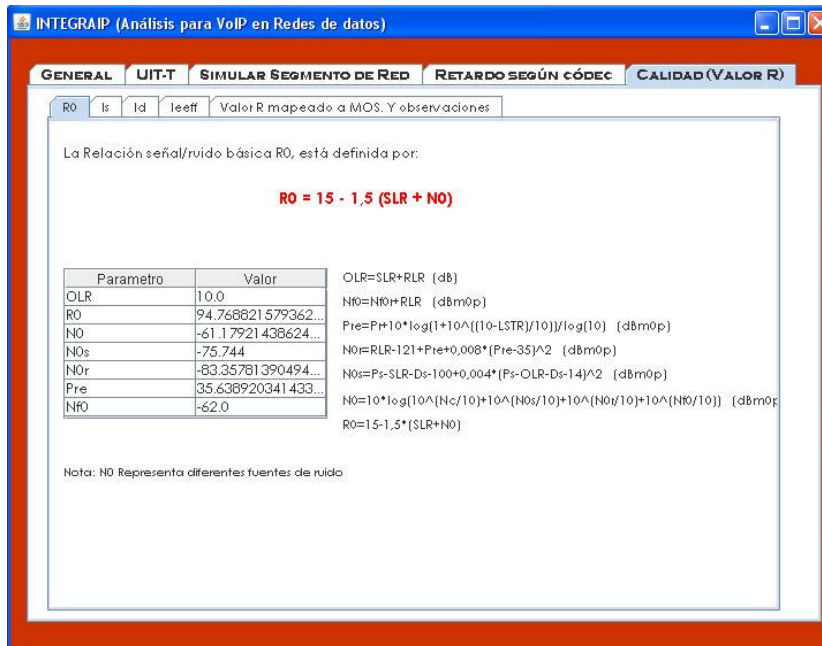 INTEGRAIP (Análisis para VoIP en Redes de datos)
GENERAL UIT-T SIMULAR SEGMENTO DE RED RETARDO SEGÚN CÓDEC CALIDAD (VALOR R)
R0 Is Id Ieeff Valor R mapeado a MOS. Y observaciones
La Relación señal/ruido básica R0, está definida por:
R0 = 15 - 1,5 (SLR + N0)
Parametro Valor
OLR 10.0
R0 94.768821579362...
N0 -61.17921438624...
N0s -75.744
N0r -83.35781390494...
Pre 35.638920341433...
Nf0 -62.0
OLR=SLR+RLR (dB)
Nf0=Nf0r+RLR (dBm0p)
Pre=Pr+10*log(1+10^((10-LSTR)/10))/log(10) (dBm0p)
N0r=RLR-121+Pre+0,008*(Pre-35)^2 (dBm0p)
N0s=Ps-SLR-Ds-100+0,004*(Ps-OLR-Ds-14)^2 (dBm0p)
N0=10*log(10^(Nc/10)+10^(N0s/10)+10^(N0r/10)+10^(Nf0/10)) (dBm0p
R0=15-1,5*(SLR+N0)
Nota: N0 Representa diferentes fuentes de ruido